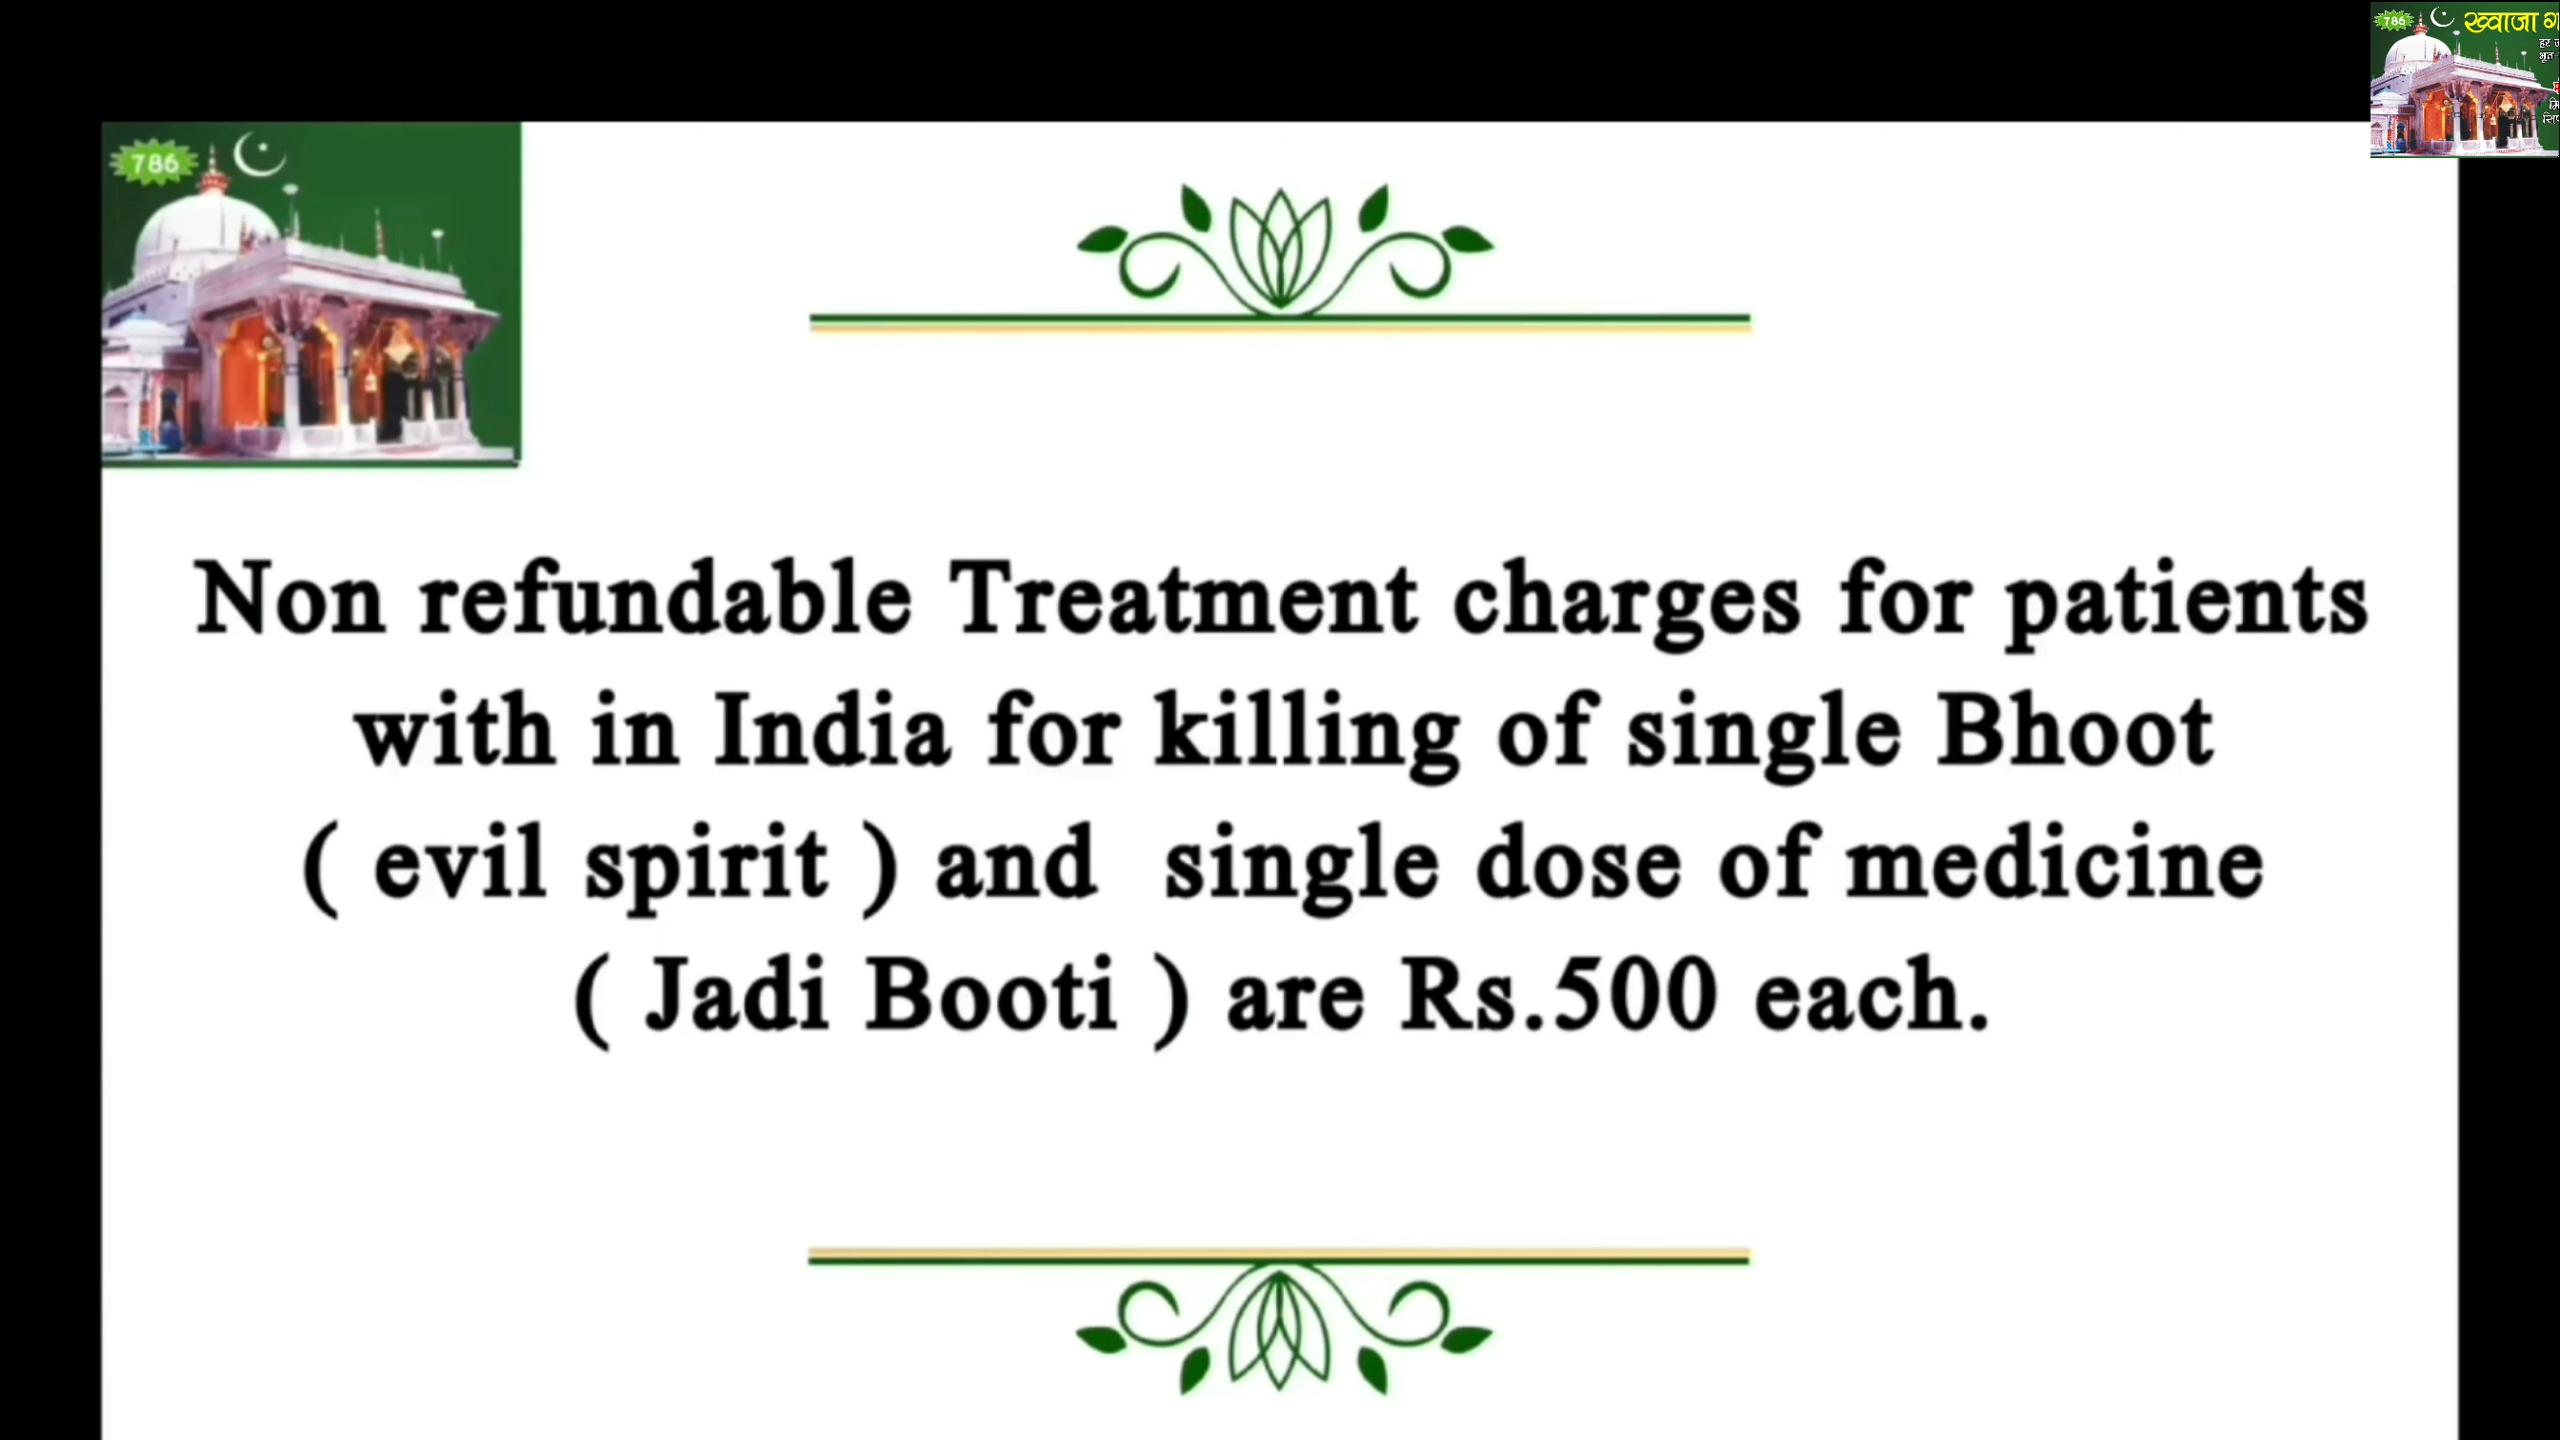 786
ख्वाजा
786
Non refundable Treatment charges for patients
with in India for killing of single Bhoot
( evil spirit ) and single dose of medicine
( Jadi Booti ) are Rs.500 each.